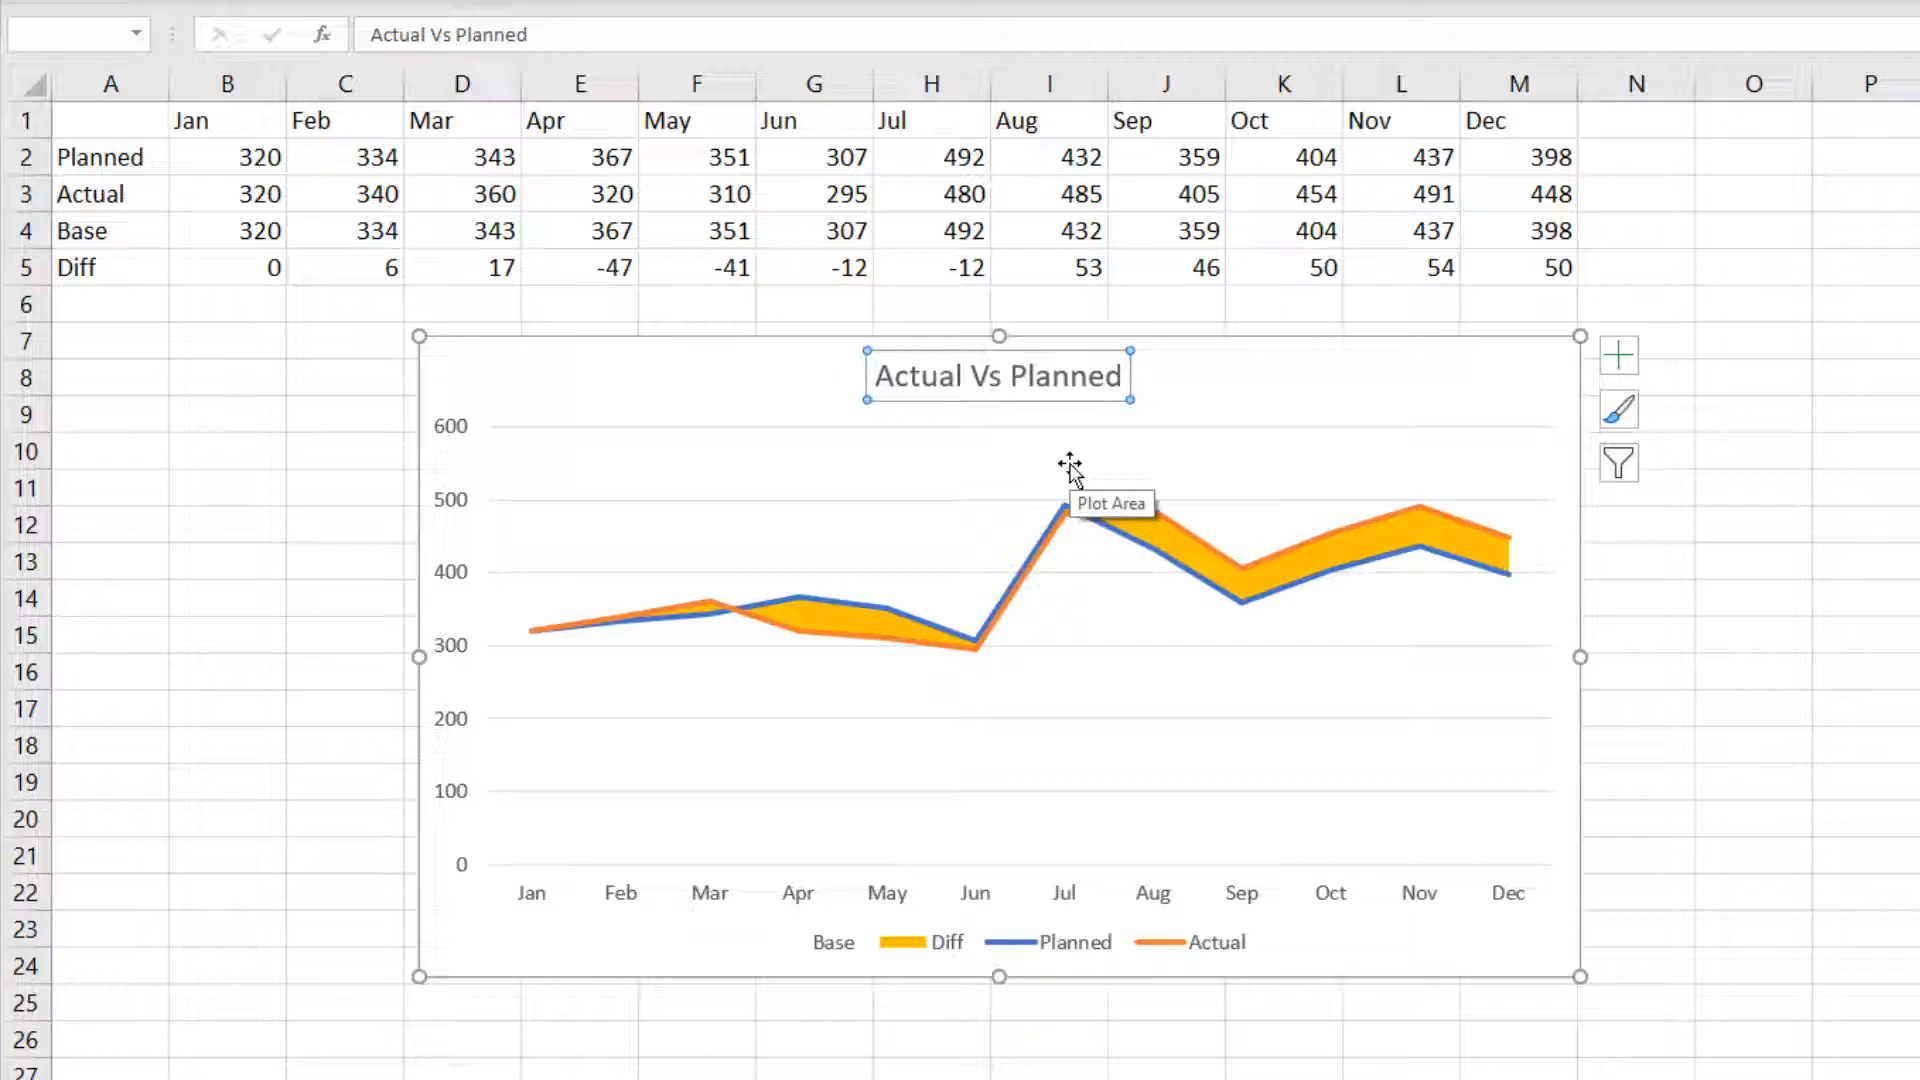 Actual Vs Planned
A B C D E F G H I J K L M N O P
1 Jan Feb Mar Apr May Jun Jul Aug Sep Oct Nov Dec
2 Planned 320 334 343 367 351 307 492 432 359 404 437 398
3 Actual 320 340 360 320 310 295 480 485 405 454 491 448
4 Base 320 334 343 367 351 307 492 432 359 404 437 398
5 Diff 0 6 17 -47 -41 -12 -12 53 46 50 54 50
6
7
8
9
10
11
12
13
14
15
16
17
18
19
20
21
22
23
24
25
26
27
Actual Vs Planned
600
500
400
300
200
100
0
Plot Area
Jan Feb Mar Apr May Jun Jul Aug Sep Oct Nov Dec
Base Diff Planned Actual